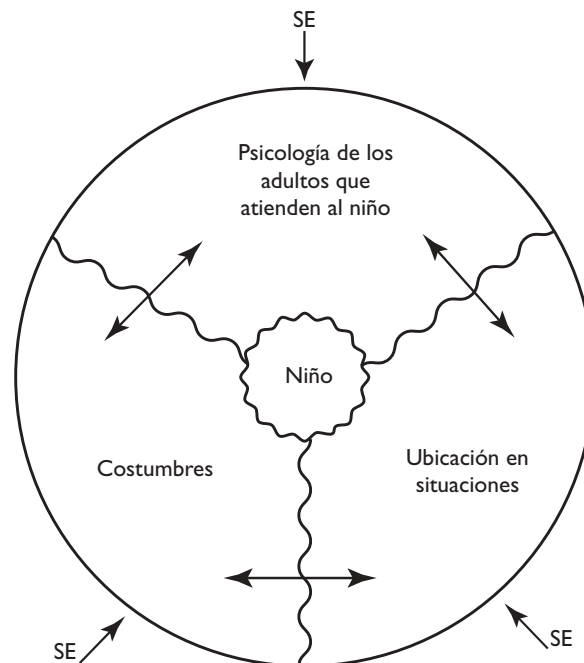 SE
Psicología de los
adultos que
atienden al niño
Niño
Costumbres
Ubicación en
situaciones
SE
SE